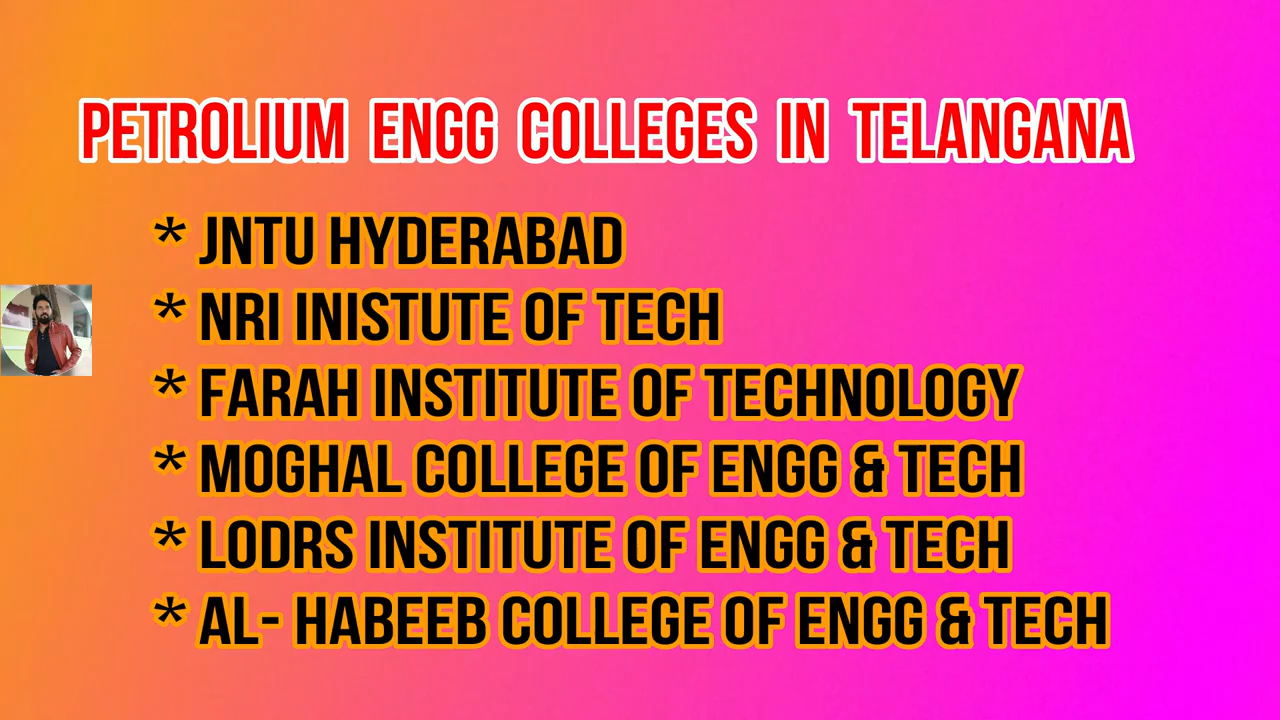 PETROLIUM ENGG COLLEGES IN TELANGANA
* JNTU HYDERABAD
* NRI INISTUTE OF TECH
* FARAH INSTITUTE OF TECHNOLOGY
* MOGHAL COLLEGE OF ENGG & TECH
* LODRS INSTITUTE OF ENGG & TECH
* AL- HABEEB COLLEGE OF ENGG & TECH